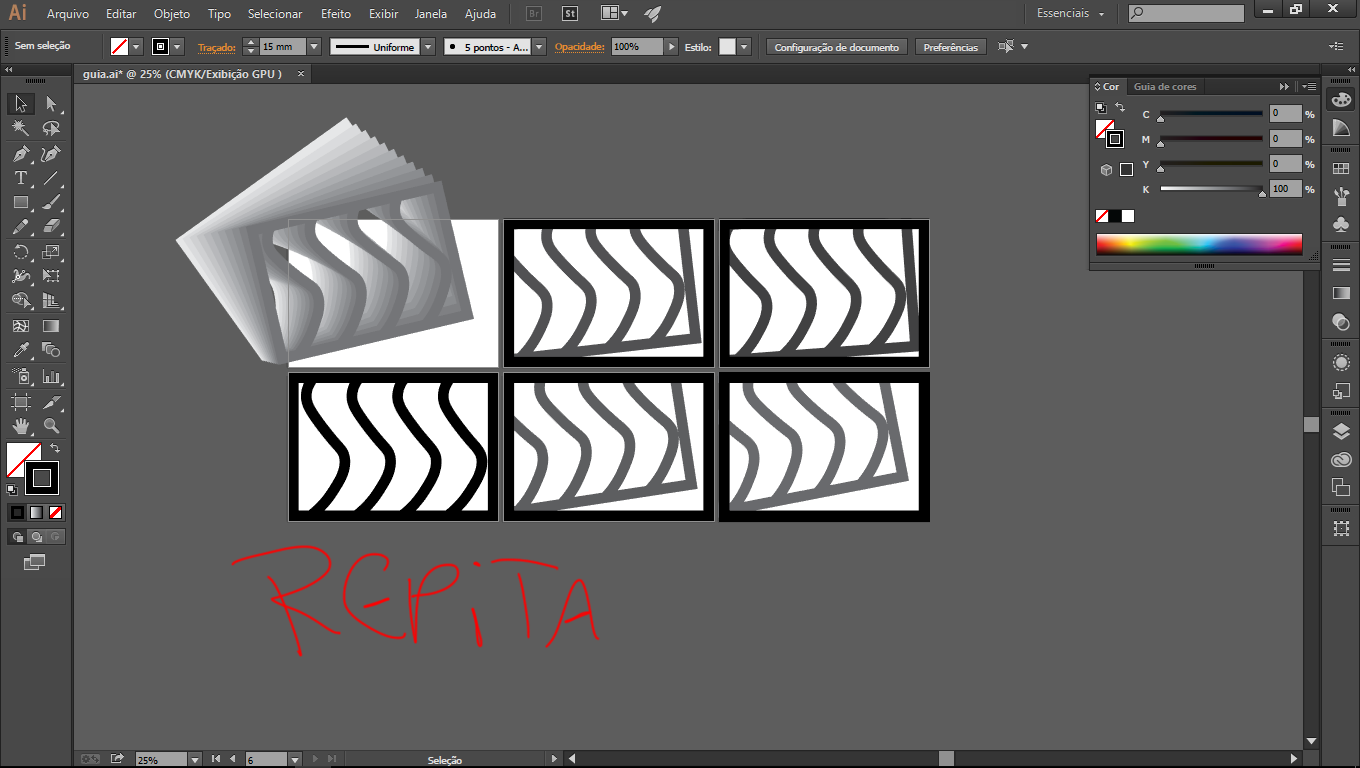 Ai Arquivo Editar Objeto Tipo Selecionar Efeito Exibir Janela Ajuda Br St Essenciais
Sem seleção Traçado: 15 mm Uniforme 5 pontos - A... Opacidade: 100% Estilo: Configuração de documento Preferências
guia.ai* @ 25% (CMYK/Exibição GPU ) ×
Cor Guia de cores
C 0 %
M 0 %
Y 0 %
K 100 %
REPiTA
25% 6 Seleção